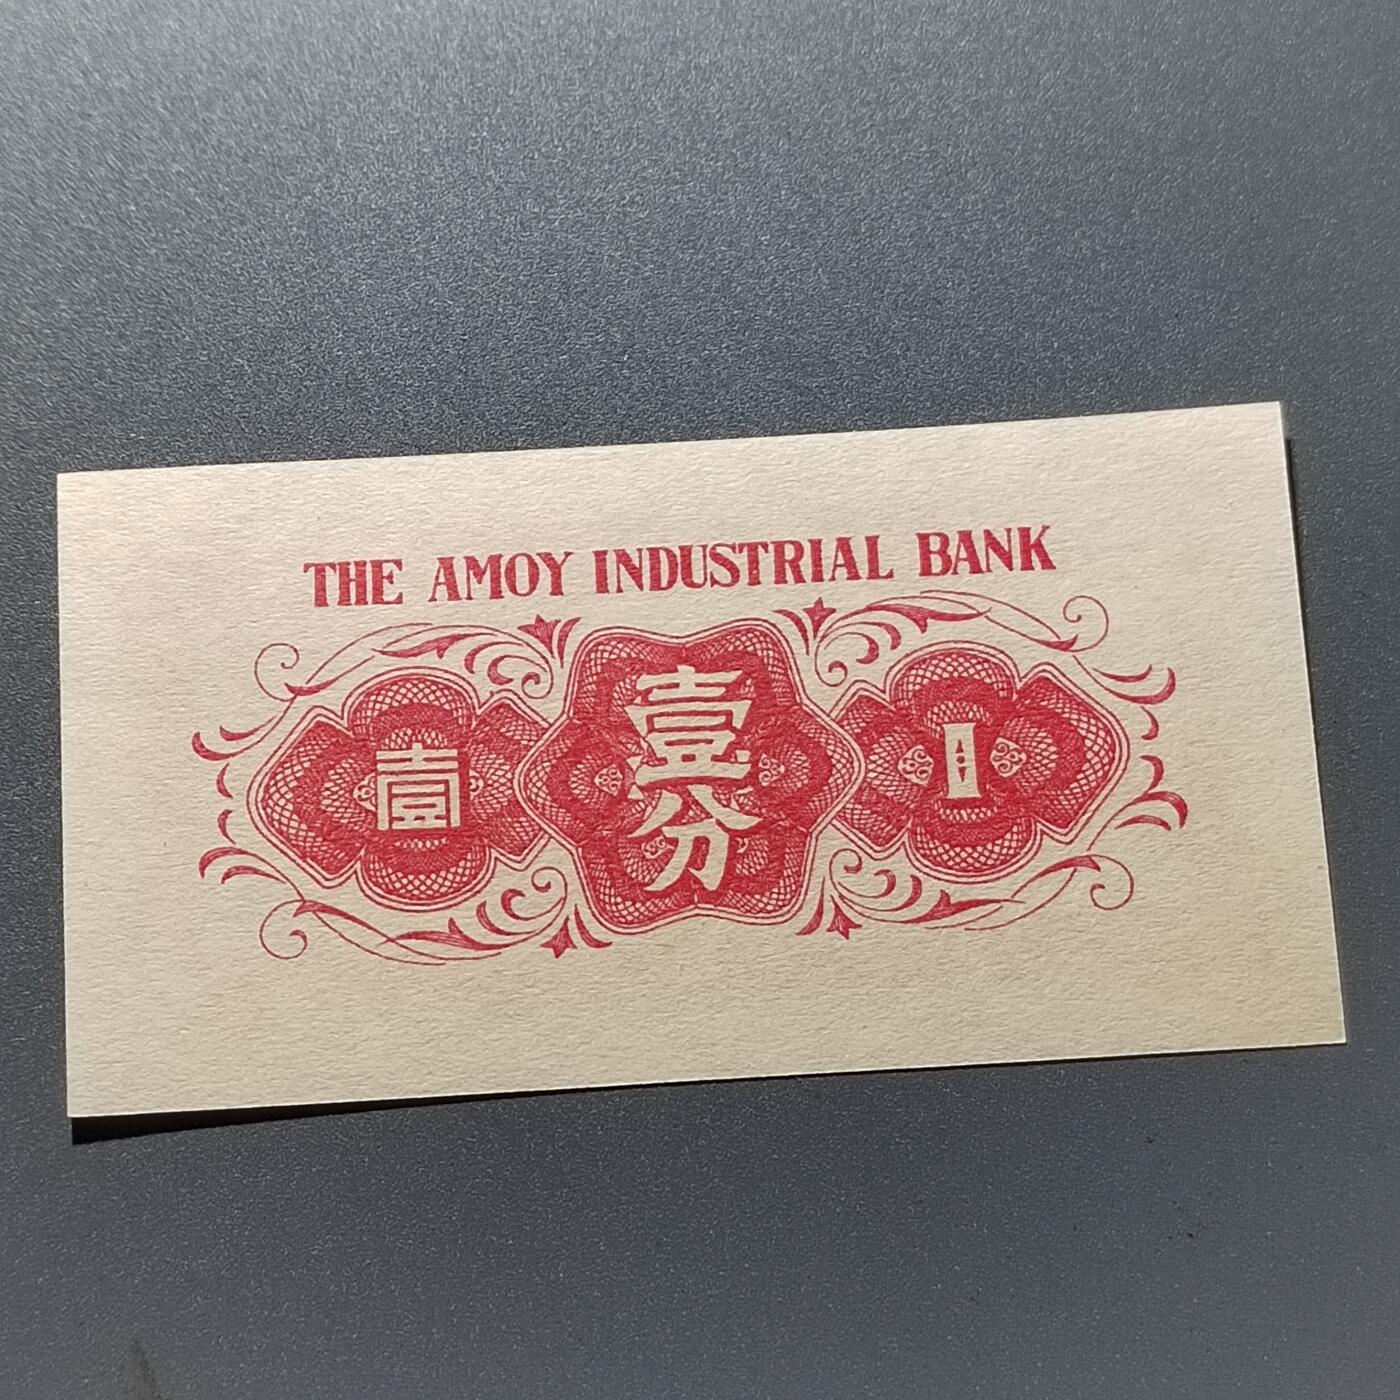 THE AMOY INDUSTRIAL BANK
壹
壹
分
1